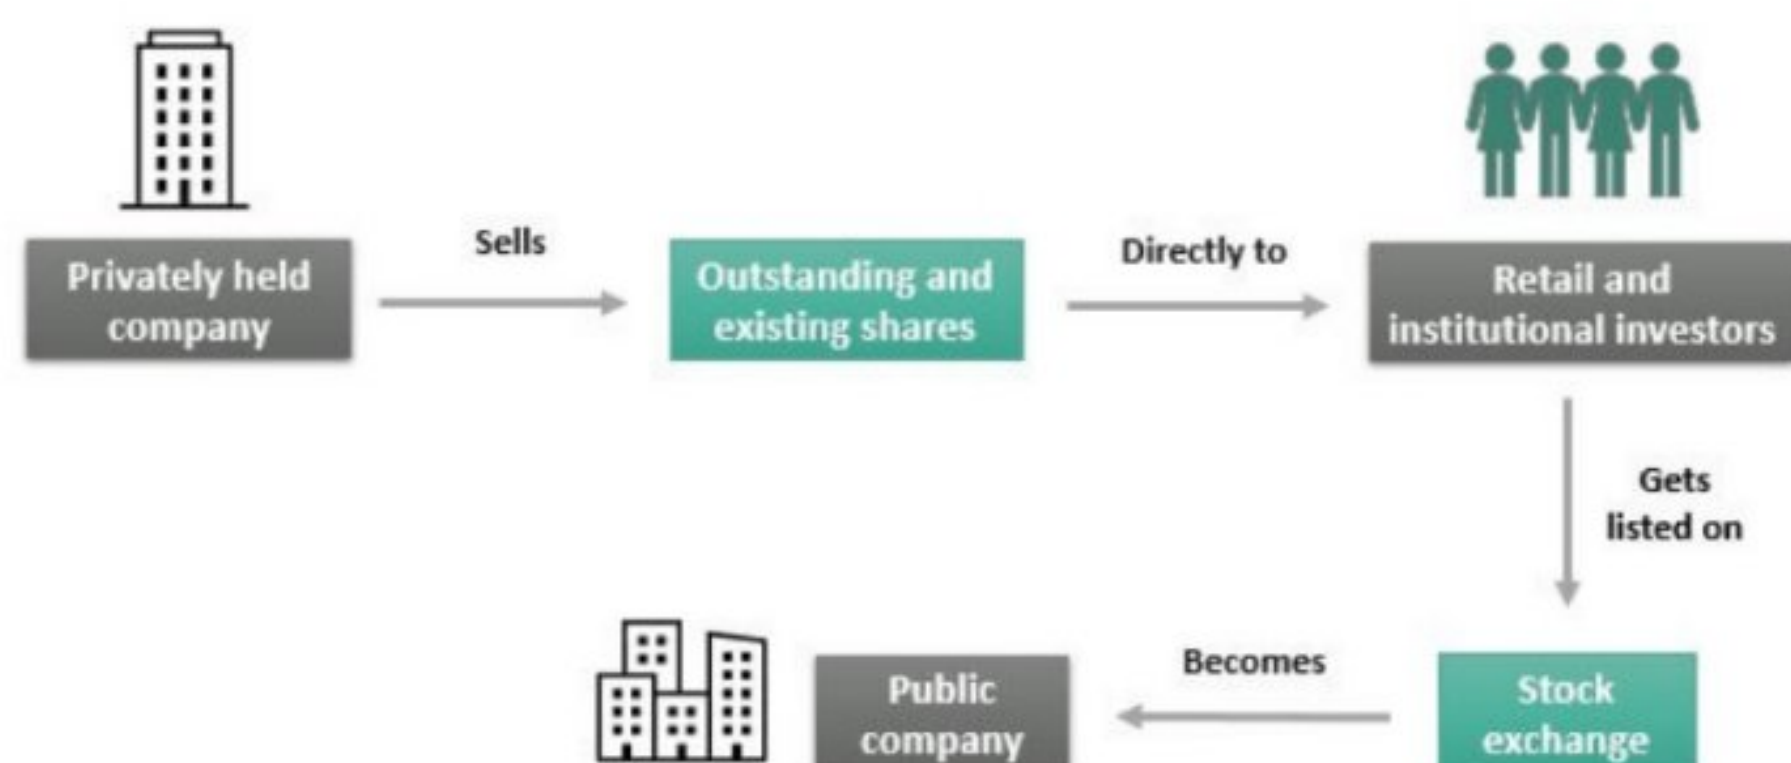 Privately held
company
Sells
Outstanding and
existing shares
Directly to
Retail and
institutional investors
Gets
listed on
Stock
exchange
Becomes
Public
company